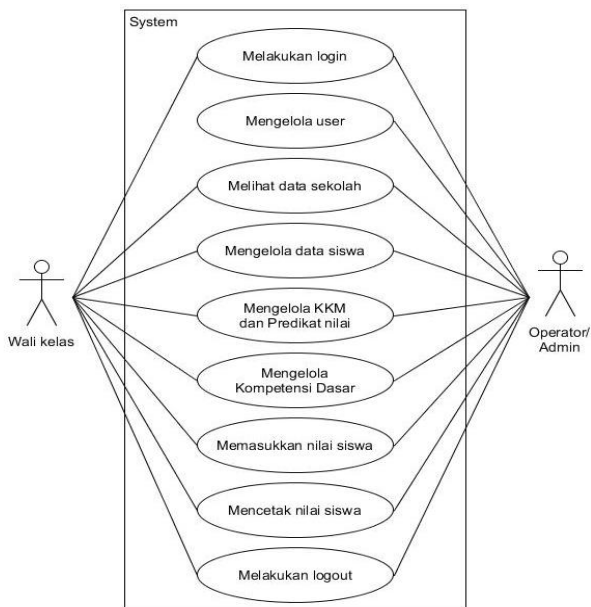 System
Melakukan login
Mengelola user
Melihat data sekolah
Mengelola data siswa
Mengelola KKM
dan Predikat nilai
Mengelola
Kompetensi Dasar
Memasukkan nilai siswa
Mencetak nilai siswa
Melakukan logout
Wali kelas
Operator/
Admin